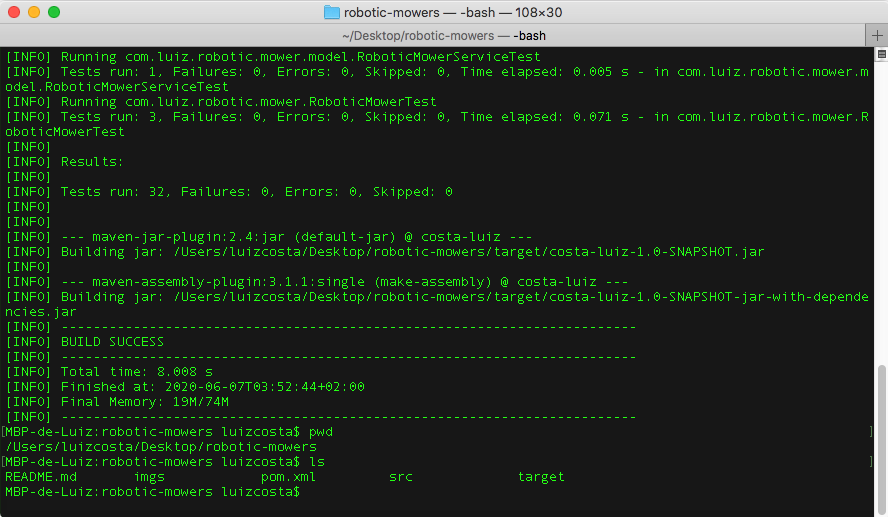 robotic-mowers — -bash — 108×30
~/Desktop/robotic-mowers — -bash
[INFO] Running com.luiz.robotic.mower.model.RoboticMowerServiceTest
[INFO] Tests run: 1, Failures: 0, Errors: 0, Skipped: 0, Time elapsed: 0.005 s - in com.luiz.robotic.mower.m
odel.RoboticMowerServiceTest
[INFO] Running com.luiz.robotic.mower.RoboticMowerTest
[INFO] Tests run: 3, Failures: 0, Errors: 0, Skipped: 0, Time elapsed: 0.071 s - in com.luiz.robotic.mower.R
oboticMowerTest
[INFO]
[INFO] Results:
[INFO]
[INFO] Tests run: 32, Failures: 0, Errors: 0, Skipped: 0
[INFO]
[INFO]
[INFO] --- maven-jar-plugin:2.4:jar (default-jar) @ costa-luiz ---
[INFO] Building jar: /Users/luizcosta/Desktop/robotic-mowers/target/costa-luiz-1.0-SNAPSHOT.jar
[INFO]
[INFO] --- maven-assembly-plugin:3.1.1:single (make-assembly) @ costa-luiz ---
[INFO] Building jar: /Users/luizcosta/Desktop/robotic-mowers/target/costa-luiz-1.0-SNAPSHOT-jar-with-depende
ncies.jar
[INFO] ------------------------------------------------------------------------
[INFO] BUILD SUCCESS
[INFO] ------------------------------------------------------------------------
[INFO] Total time: 8.008 s
[INFO] Finished at: 2020-06-07T03:52:44+02:00
[INFO] Final Memory: 19M/74M
[INFO] ------------------------------------------------------------------------
[MBP-de-Luiz:robotic-mowers luizcosta$ pwd ]
/Users/luizcosta/Desktop/robotic-mowers
[MBP-de-Luiz:robotic-mowers luizcosta$ ls ]
README.md imgs pom.xml src target
MBP-de-Luiz:robotic-mowers luizcosta$